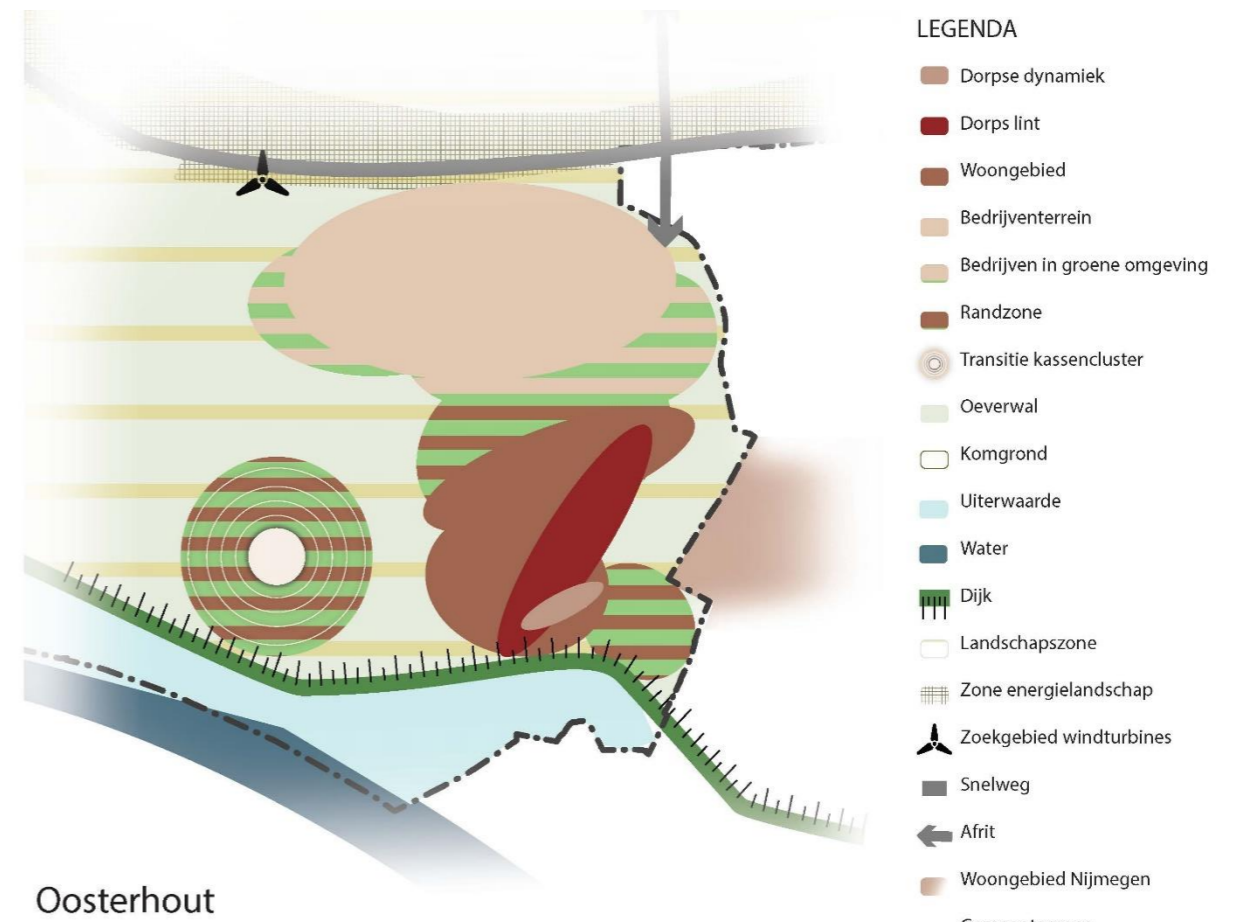 LEGENDA
Dorpse dynamiek
Dorps lint
Woongebied
Bedrijventerrein
Bedrijven in groene omgeving
Randzone
Transitie kassencluster
Oeverwal
Komgrond
Uiterwaarde
Water
Dijk
Landschapszone
Zone energielandschap
Zoekgebied windturbines
Snelweg
Afrit
Woongebied Nijmegen
Oosterhout